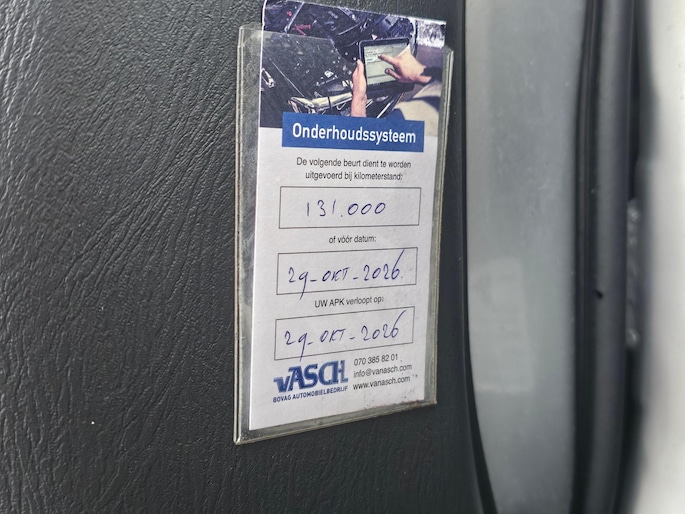 Onderhoudssysteem
De volgende beurt dient te worden
uitgevoerd bij kilometerstand:
131.000
of vóór datum:
29-OKT-2026
UW APK verloopt op:
29-OKT-2026
vASCH
BOVAG AUTOMOBIELBEDRIJF
070 385 82 01
info@vanasch.com
www.vanasch.com